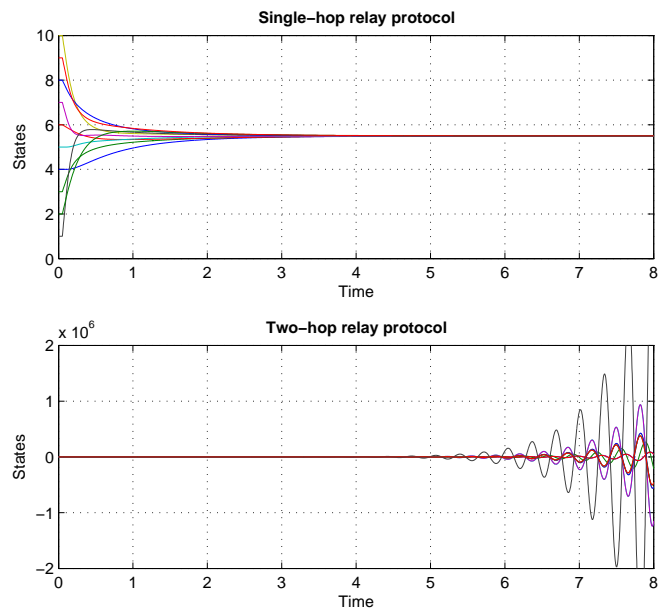 Single−hop relay protocol
10
8
6
4
2
0
States
0 1 2 3 4 5 6 7 8
Time
Two−hop relay protocol
x 10^6
2
1
0
−1
−2
States
0 1 2 3 4 5 6 7 8
Time